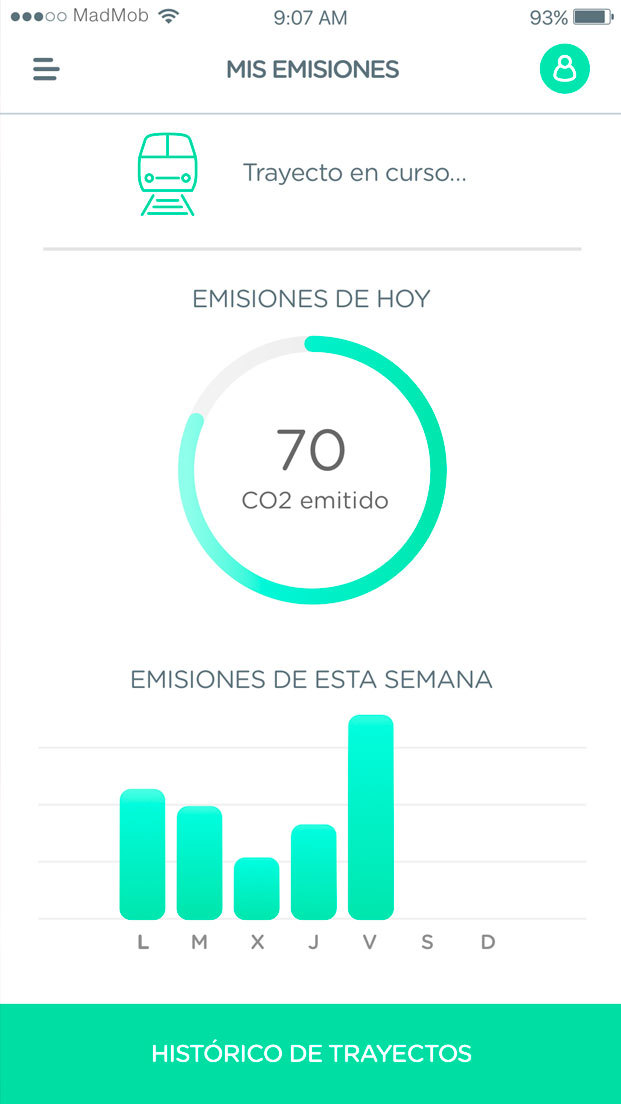 MadMob 9:07 AM 93%
MIS EMISIONES
Trayecto en curso...
EMISIONES DE HOY
70
CO2 emitido
EMISIONES DE ESTA SEMANA
L M X J V S D
HISTÓRICO DE TRAYECTOS